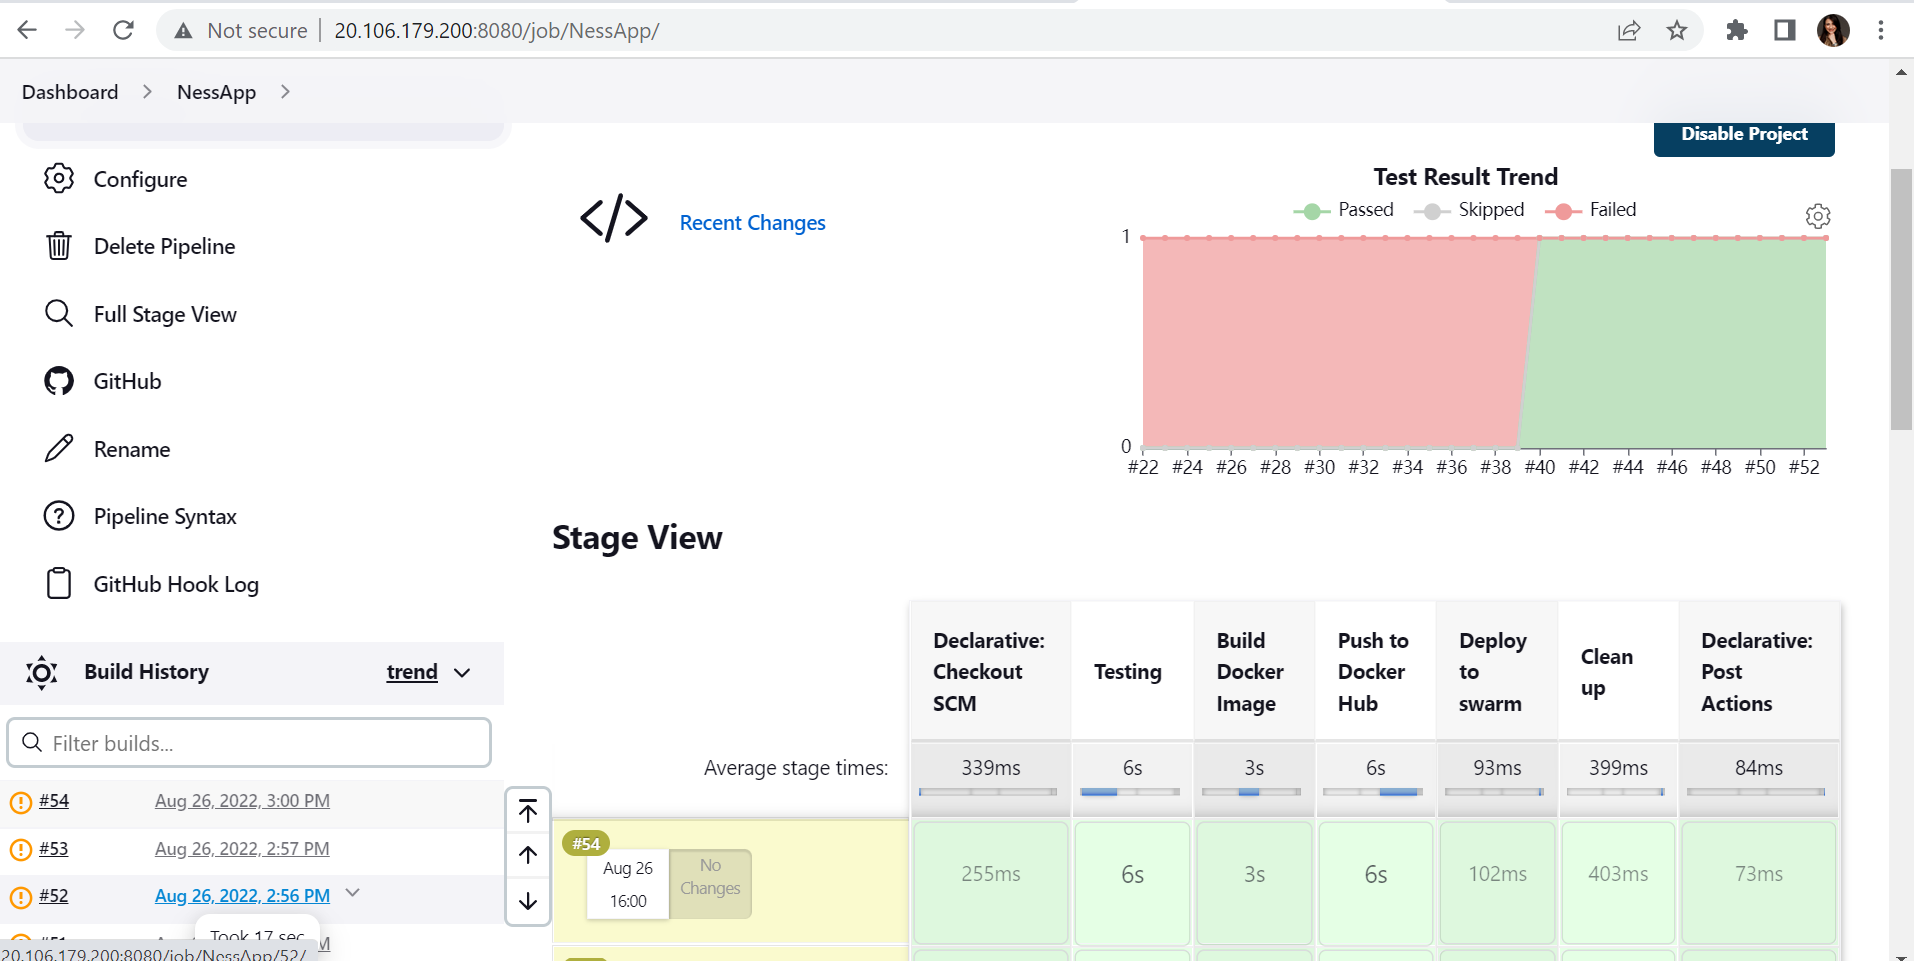 Not secure | 20.106.179.200:8080/job/NessApp/
Dashboard > NessApp >
Disable Project
Configure
Delete Pipeline
Full Stage View
GitHub
Rename
Pipeline Syntax
GitHub Hook Log
Recent Changes
Test Result Trend
Passed Skipped Failed
1
0
#22 #24 #26 #28 #30 #32 #34 #36 #38 #40 #42 #44 #46 #48 #50 #52
Build History trend
Filter builds...
#54 Aug 26, 2022, 3:00 PM
#53 Aug 26, 2022, 2:57 PM
#52 Aug 26, 2022, 2:56 PM
Took 17 sec
20.106.179.200:8080/job/NessApp/52/
Stage View
Declarative:
Checkout
SCM
Testing
Build
Docker
Image
Push to
Docker
Hub
Deploy
to
swarm
Clean
up
Declarative:
Post
Actions
Average stage times: 339ms 6s 3s 6s 93ms 399ms 84ms
#54
Aug 26
16:00
No
Changes
255ms 6s 3s 6s 102ms 403ms 73ms